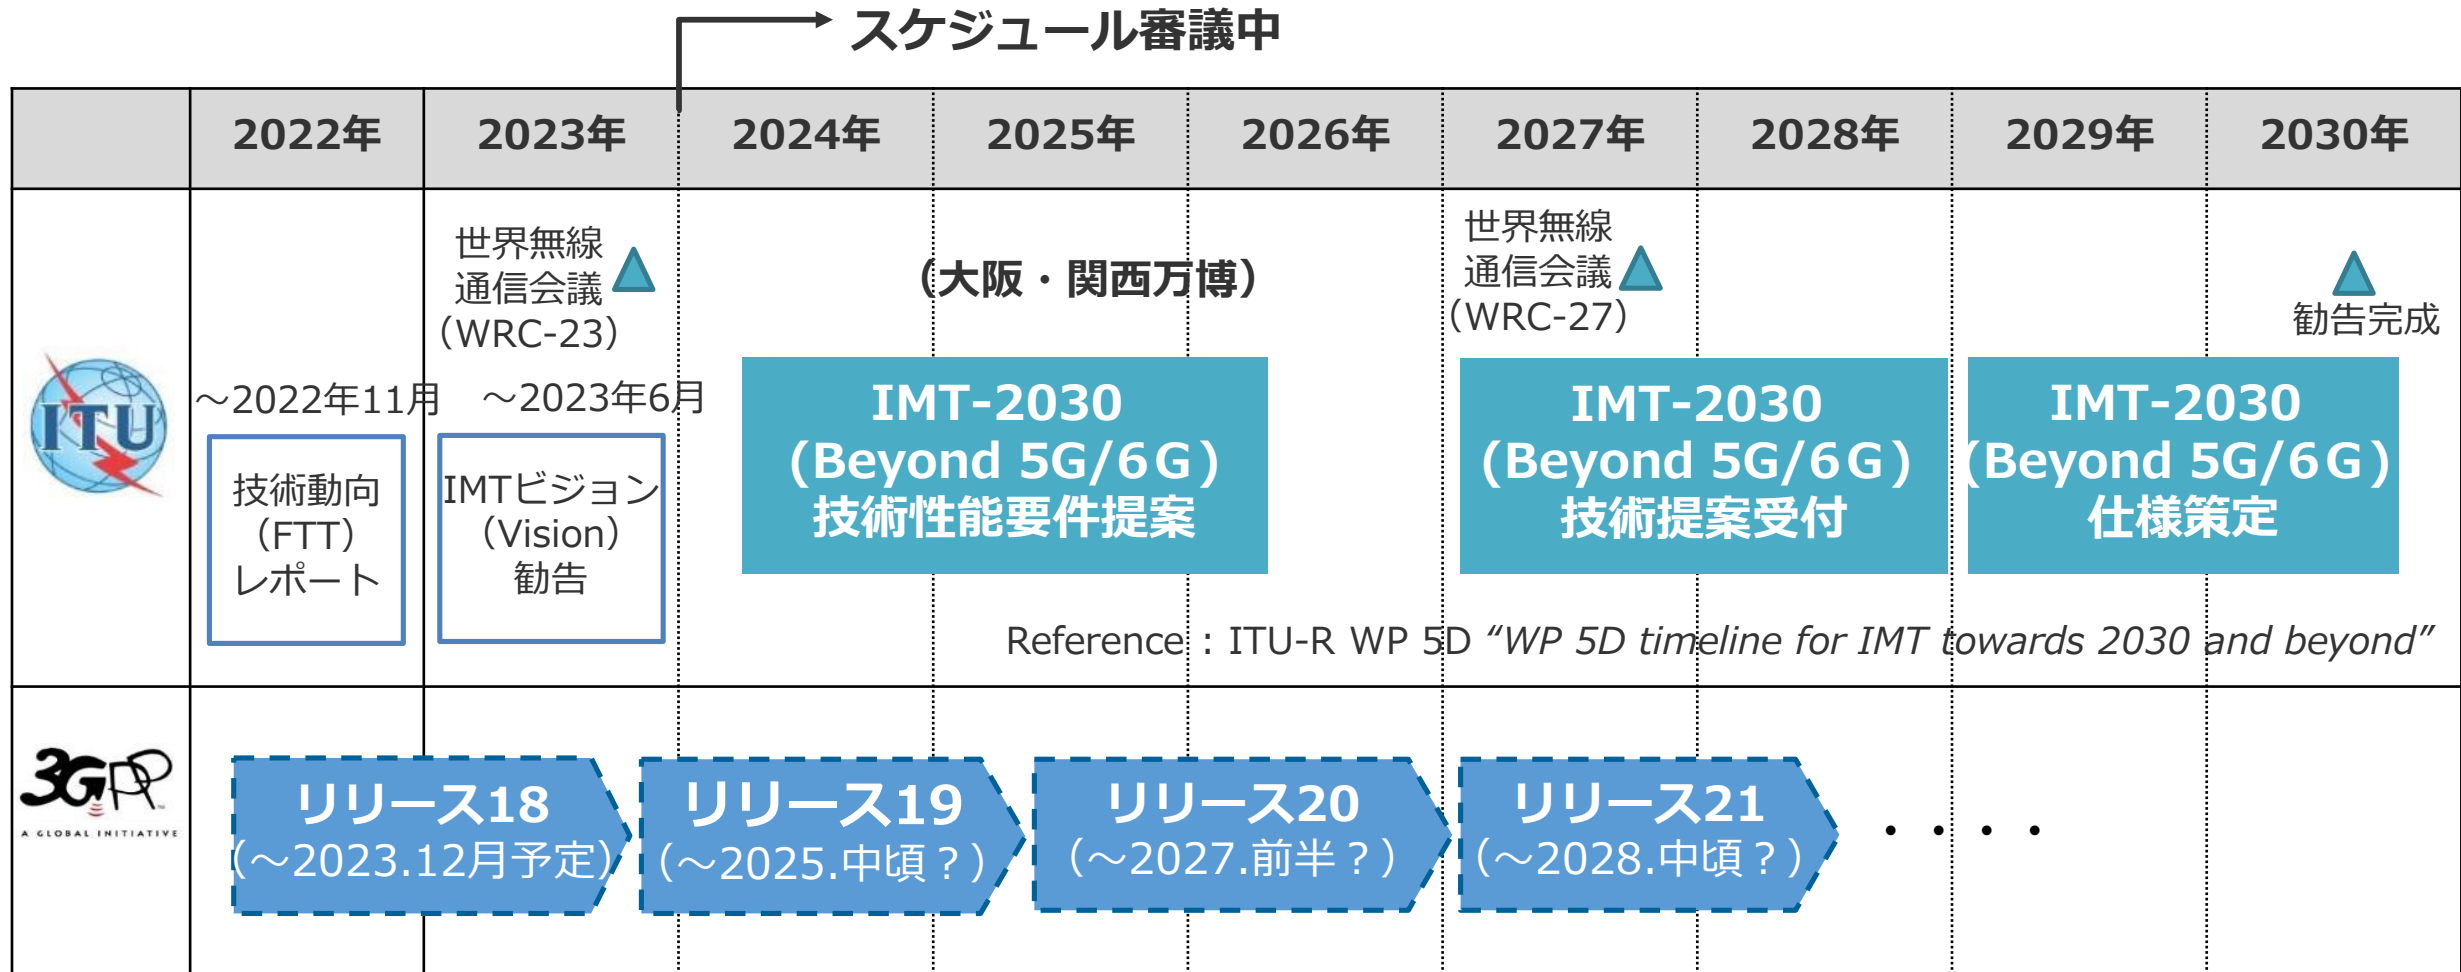 スケジュール審議中
2022年
2023年
2024年
2025年
2026年
2027年
2028年
2029年
2030年
ITU
世界無線
通信会議
（WRC-23）
（大阪・関西万博）
世界無線
通信会議
（WRC-27）
勧告完成
～2022年11月
～2023年6月
技術動向
（FTT）
レポート
IMTビジョン
（Vision）
勧告
IMT-2030
（Beyond 5G/6Ｇ）
技術性能要件提案
IMT-2030
（Beyond 5G/6Ｇ）
技術提案受付
IMT-2030
（Beyond 5G/6Ｇ）
仕様策定
Reference : ITU-R WP 5D “WP 5D timeline for IMT towards 2030 and beyond”
3GPP
A GLOBAL INITIATIVE
リリース18
（～2023.12月予定）
リリース19
（～2025.中頃？）
リリース20
（～2027.前半？）
リリース21
（～2028.中頃？）
・・・・